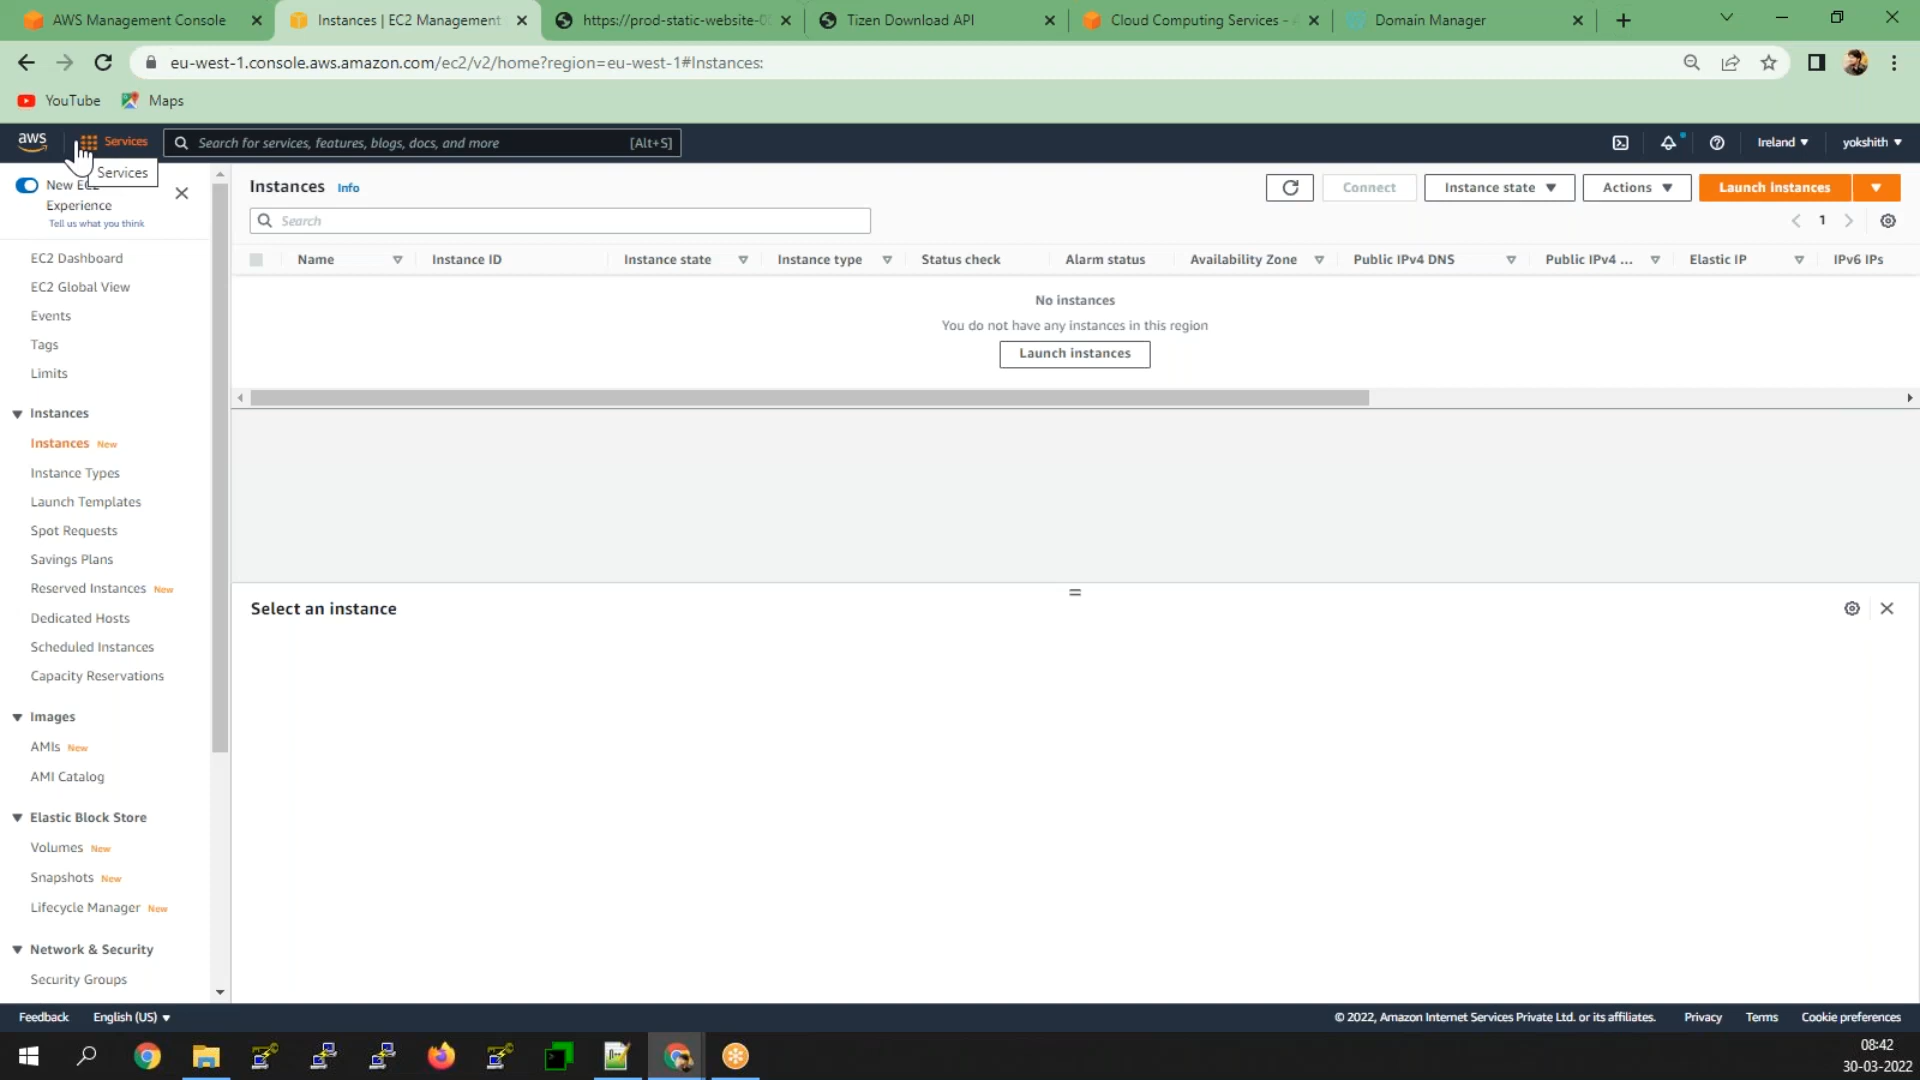 AWS Management Console
Instances | EC2 Management
https://prod-static-website-0
Tizen Download API
Cloud Computing Services -
Domain Manager
eu-west-1.console.aws.amazon.com/ec2/v2/home?region=eu-west-1#Instances:
YouTube
Maps
aws
Services
Search for services, features, blogs, docs, and more
[Alt+S]
Ireland
yokshith
Services
New EC2
Experience
Tell us what you think
Instances Info
Connect
Instance state
Actions
Launch instances
Search
1
EC2 Dashboard
EC2 Global View
Events
Tags
Limits
Name
Instance ID
Instance state
Instance type
Status check
Alarm status
Availability Zone
Public IPv4 DNS
Public IPv4 ...
Elastic IP
IPv6 IPs
No instances
You do not have any instances in this region
Launch instances
Instances
Instances New
Instance Types
Launch Templates
Spot Requests
Savings Plans
Reserved Instances New
Dedicated Hosts
Scheduled Instances
Capacity Reservations
Images
AMIs New
AMI Catalog
Elastic Block Store
Volumes New
Snapshots New
Lifecycle Manager New
Network & Security
Security Groups
Select an instance
Feedback
English (US)
© 2022, Amazon Internet Services Private Ltd. or its affiliates.
Privacy
Terms
Cookie preferences
08:42
30-03-2022